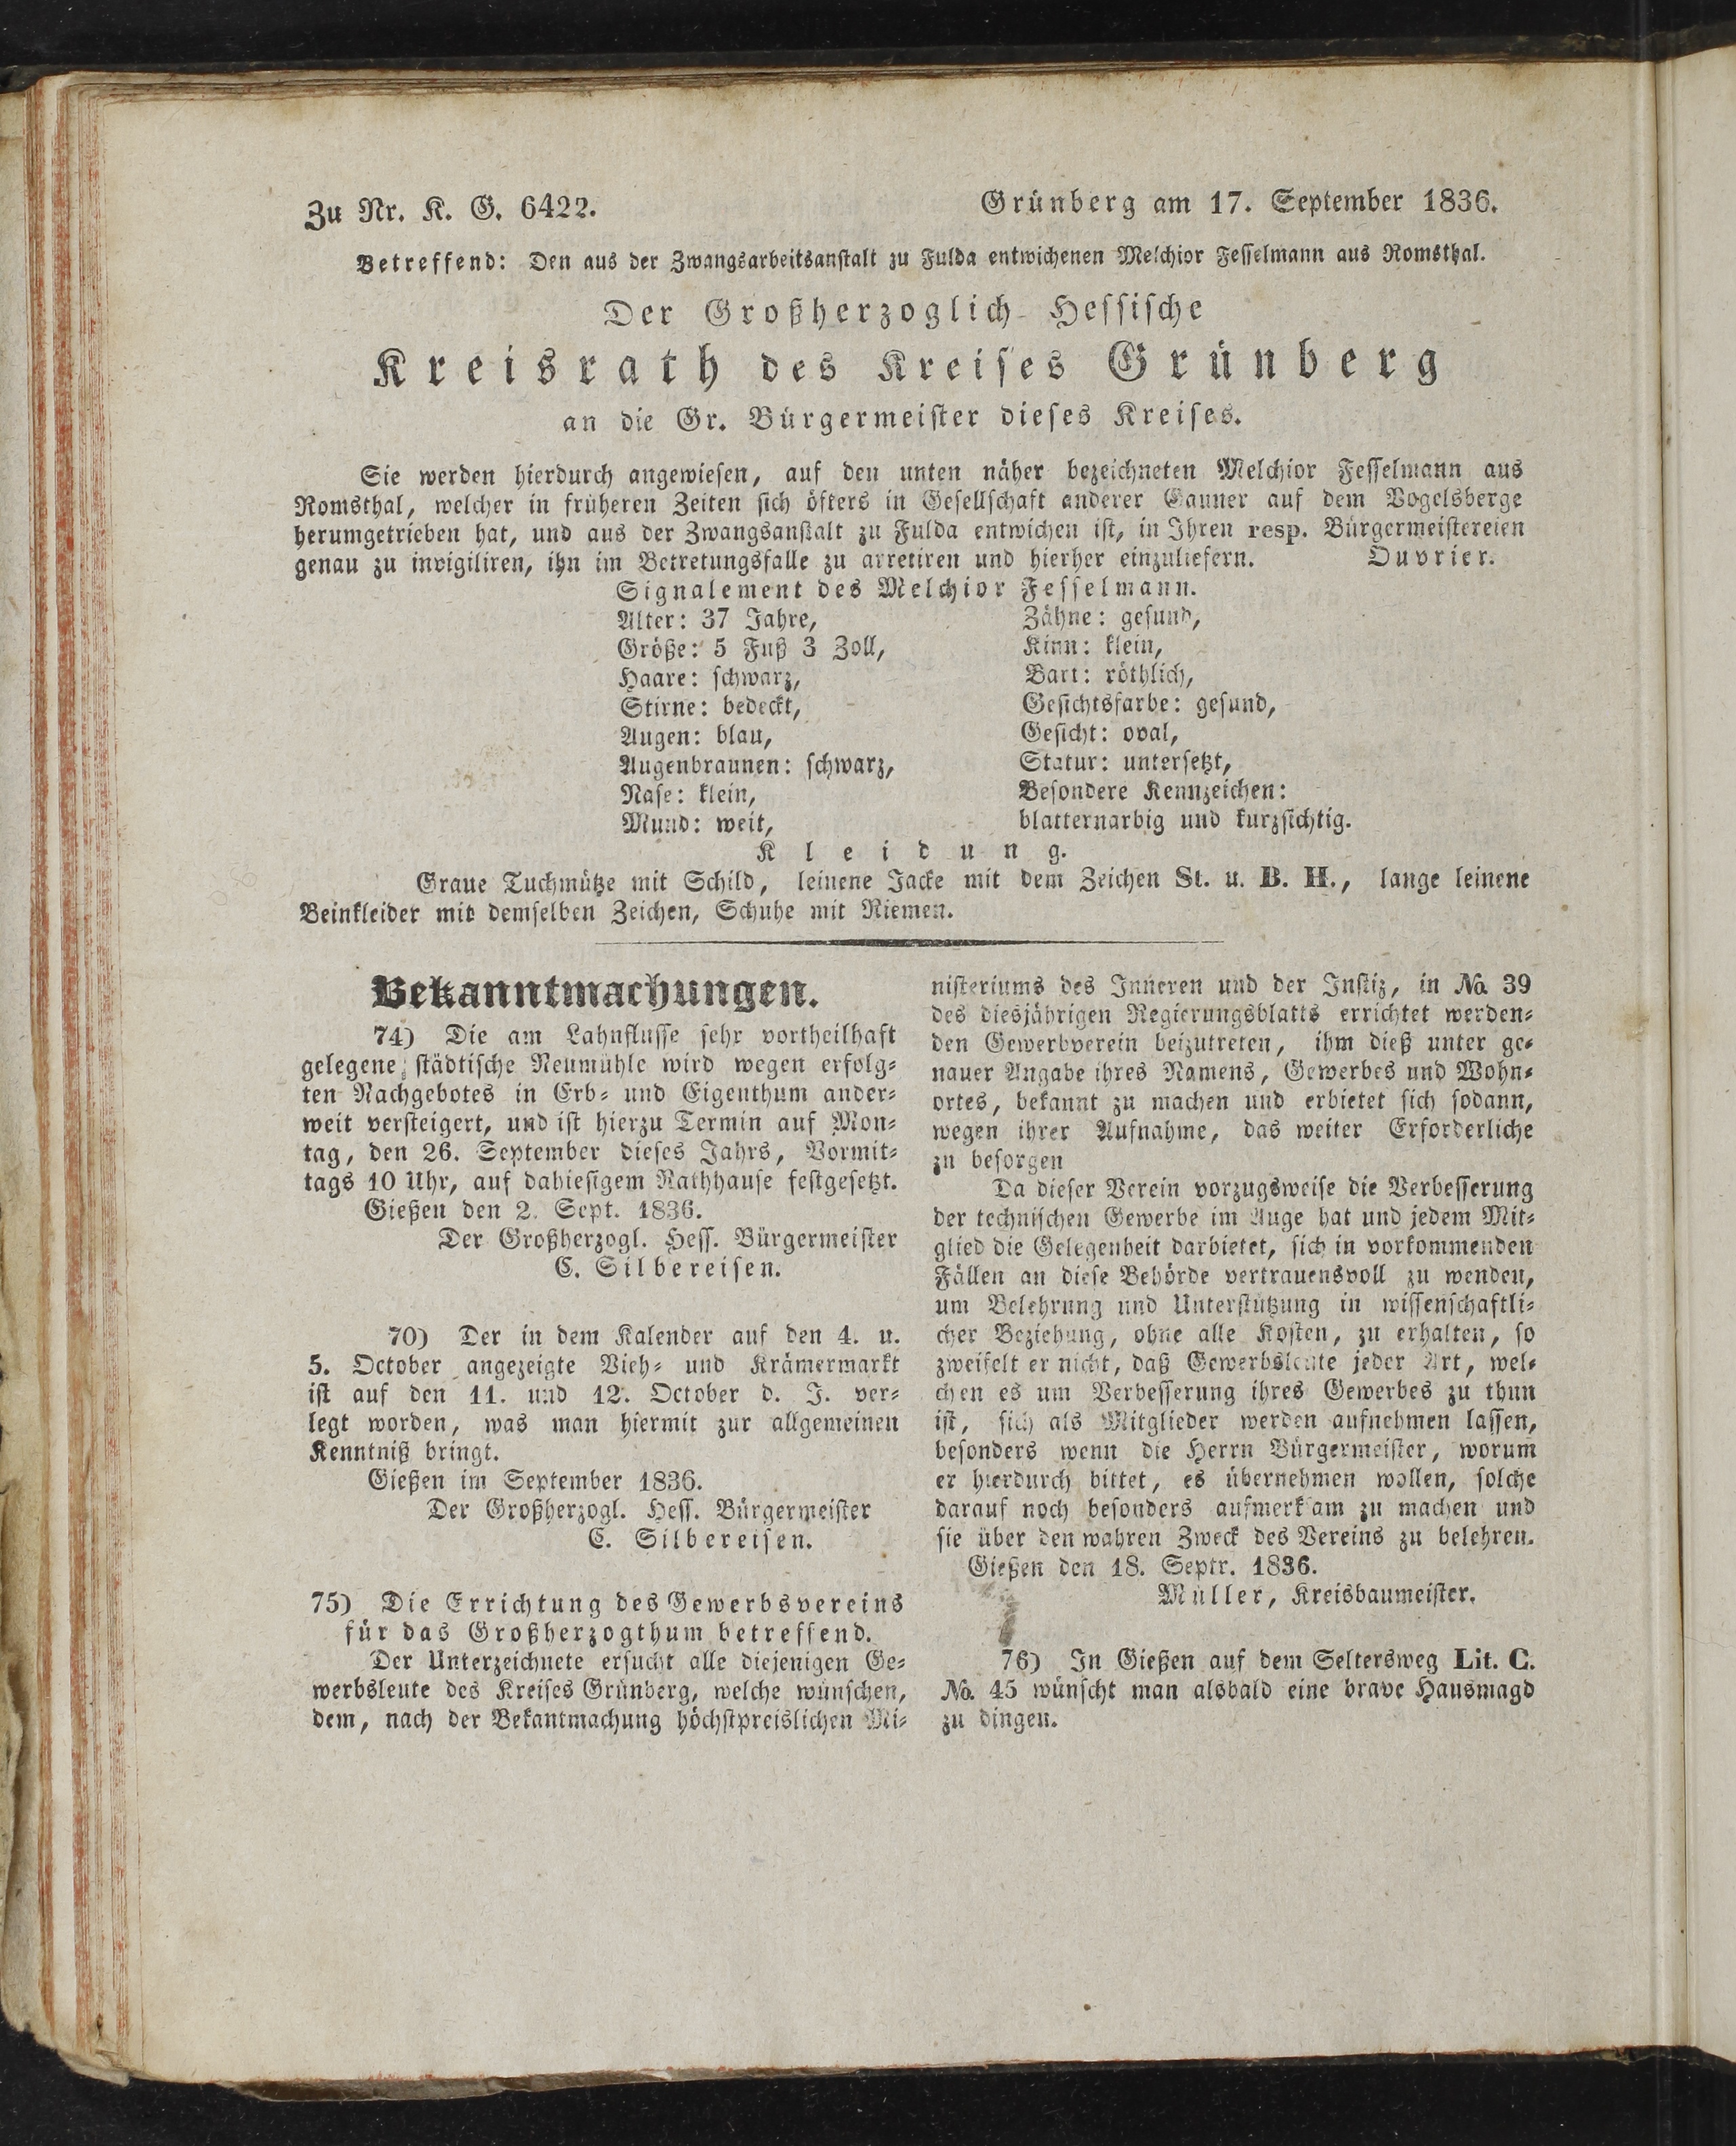 Zu Nr. K. G. 6422.
Grünberg am 17. September 1836.
Betreffend: Den aus der Zwangsarbeitsanstalt zu Fulda entwichenen Melchior Fesselmann aus Romsthal.
Der Großherzoglich Hessische
Kreisrath des Kreises Grünberg
an die Gr. Bürgermeister dieses Kreises.
Sie werden hierdurch angewiesen, auf den unten näher bezeichneten Melchior Fesselmann aus
Romsthal, welcher in früheren Zeiten sich öfters in Gesellschaft anderer Gauner auf dem Vogelsberge
herumgetrieben hat, und aus der Zwangsanstalt zu Fulda entwichen ist, in Ihren resp. Bürgermeistereien
genau zu invigiliren, ihn im Betretungsfalle zu arretiren und hierher einzuliefern. Ouvrier.
Signalement des Melchior Fesselmann.
Alter: 37 Jahre,
Größe: 5 Fuß 3 Zoll,
Haare: schwarz,
Stirne: bedeckt,
Augen: blau,
Augenbraunen: schwarz,
Nase: klein,
Mund: weit,
Zähne: gesund,
Kinn: klein,
Bart: röthlich,
Gesichtsfarbe: gesund,
Gesicht: oval,
Statur: untersetzt,
Besondere Kennzeichen:
blatternarbig und kurzsichtig.
Kleidung.
Graue Tuchmütze mit Schild, leinene Jacke mit dem Zeichen St. u. B. H., lange leinene
Beinkleider mit demselben Zeichen, Schuhe mit Riemen.
Bekanntmachungen.
74) Die am Lahnflusse sehr vortheilhaft
gelegene städtische Neumühle wird wegen erfolg-
ten Nachgebotes in Erb- und Eigenthum ander-
weit versteigert, und ist hierzu Termin auf Mon-
tag, den 26. September dieses Jahrs, Vormit-
tags 10 Uhr, auf dahiesigem Rathhause festgesetzt.
Gießen den 2. Sept. 1836.
Der Großherzogl. Hess. Bürgermeister
C. Silbereisen.
70) Der in dem Kalender auf den 4. u.
5. October angezeigte Vieh- und Krämermarkt
ist auf den 11. und 12. October d. J. ver-
legt worden, was man hiermit zur allgemeinen
Kenntniß bringt.
Gießen im September 1836.
Der Großherzogl. Hess. Bürgermeister
C. Silbereisen.
75) Die Errichtung des Gewerbsvereins
für das Großherzogthum betreffend.
Der Unterzeichnete ersucht alle diejenigen Ge-
werbsleute des Kreises Grünberg, welche wünschen,
dem, nach der Bekantmachung höchstpreislichen Mi-
nisteriums des Inneren und der Justiz, in No. 39
des diesjährigen Regierungsblatts errichtet werden-
den Gewerbverein beizutreten, ihm dieß unter ge-
nauer Angabe ihres Namens, Gewerbes und Wohn-
ortes, bekannt zu machen und erbietet sich sodann,
wegen ihrer Aufnahme, das weiter Erforderliche
zu besorgen
Da dieser Verein vorzugsweise die Verbesserung
der technischen Gewerbe im Auge hat und jedem Mit-
glied die Gelegenheit darbietet, sich in vorkommenden
Fällen an diese Behörde vertrauensvoll zu wenden,
um Belehrung und Unterstützung in wissenschaftli-
cher Beziehung, ohne alle Kosten, zu erhalten, so
zweifelt er nicht, daß Gewerbsleute jeder Art, wel-
chen es um Verbesserung ihres Gewerbes zu thun
ist, sich als Mitglieder werden aufnehmen lassen,
besonders wenn die Herrn Bürgermeister, worum
er hierdurch bittet, es übernehmen wollen, solche
darauf noch besonders aufmerksam zu machen und
sie über den wahren Zweck des Vereins zu belehren.
Gießen den 18. Septr. 1836.
Müller, Kreisbaumeister.
76) In Gießen auf dem Seltersweg Lit. C.
No. 45 wünscht man alsbald eine brave Hausmagd
zu dingen.